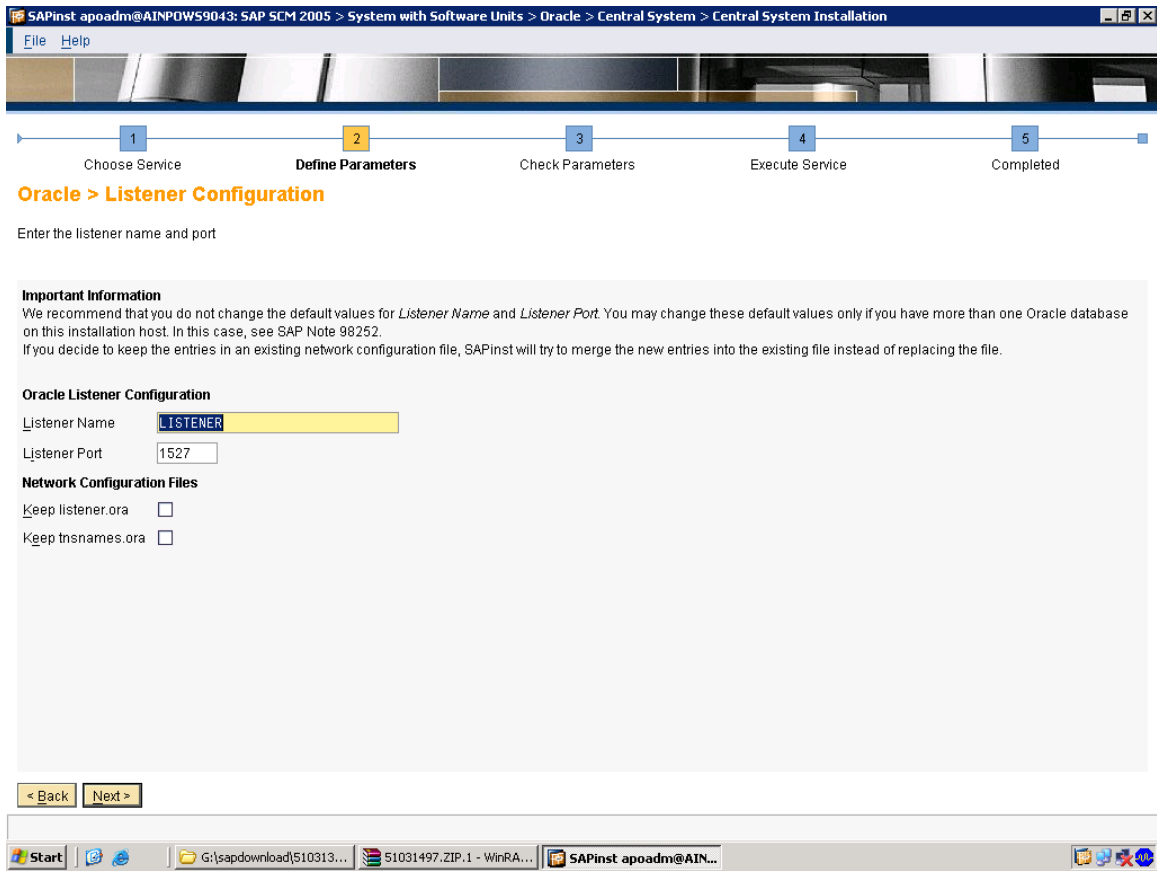 SAPinst apoadm@AINPOWS9043: SAP SCM 2005 > System with Software Units > Oracle > Central System > Central System Installation
File Help
1 2 3 4 5
Choose Service Define Parameters Check Parameters Execute Service Completed
Oracle > Listener Configuration
Enter the listener name and port
Important Information
We recommend that you do not change the default values for Listener Name and Listener Port. You may change these default values only if you have more than one Oracle database
on this installation host. In this case, see SAP Note 98252.
If you decide to keep the entries in an existing network configuration file, SAPinst will try to merge the new entries into the existing file instead of replacing the file.
Oracle Listener Configuration
Listener Name LISTENER
Listener Port 1527
Network Configuration Files
Keep listener.ora
Keep tnsnames.ora
< Back Next >
Start G:\sapdownload\510313... 51031497.ZIP.1 - WinRA... SAPinst apoadm@AIN...